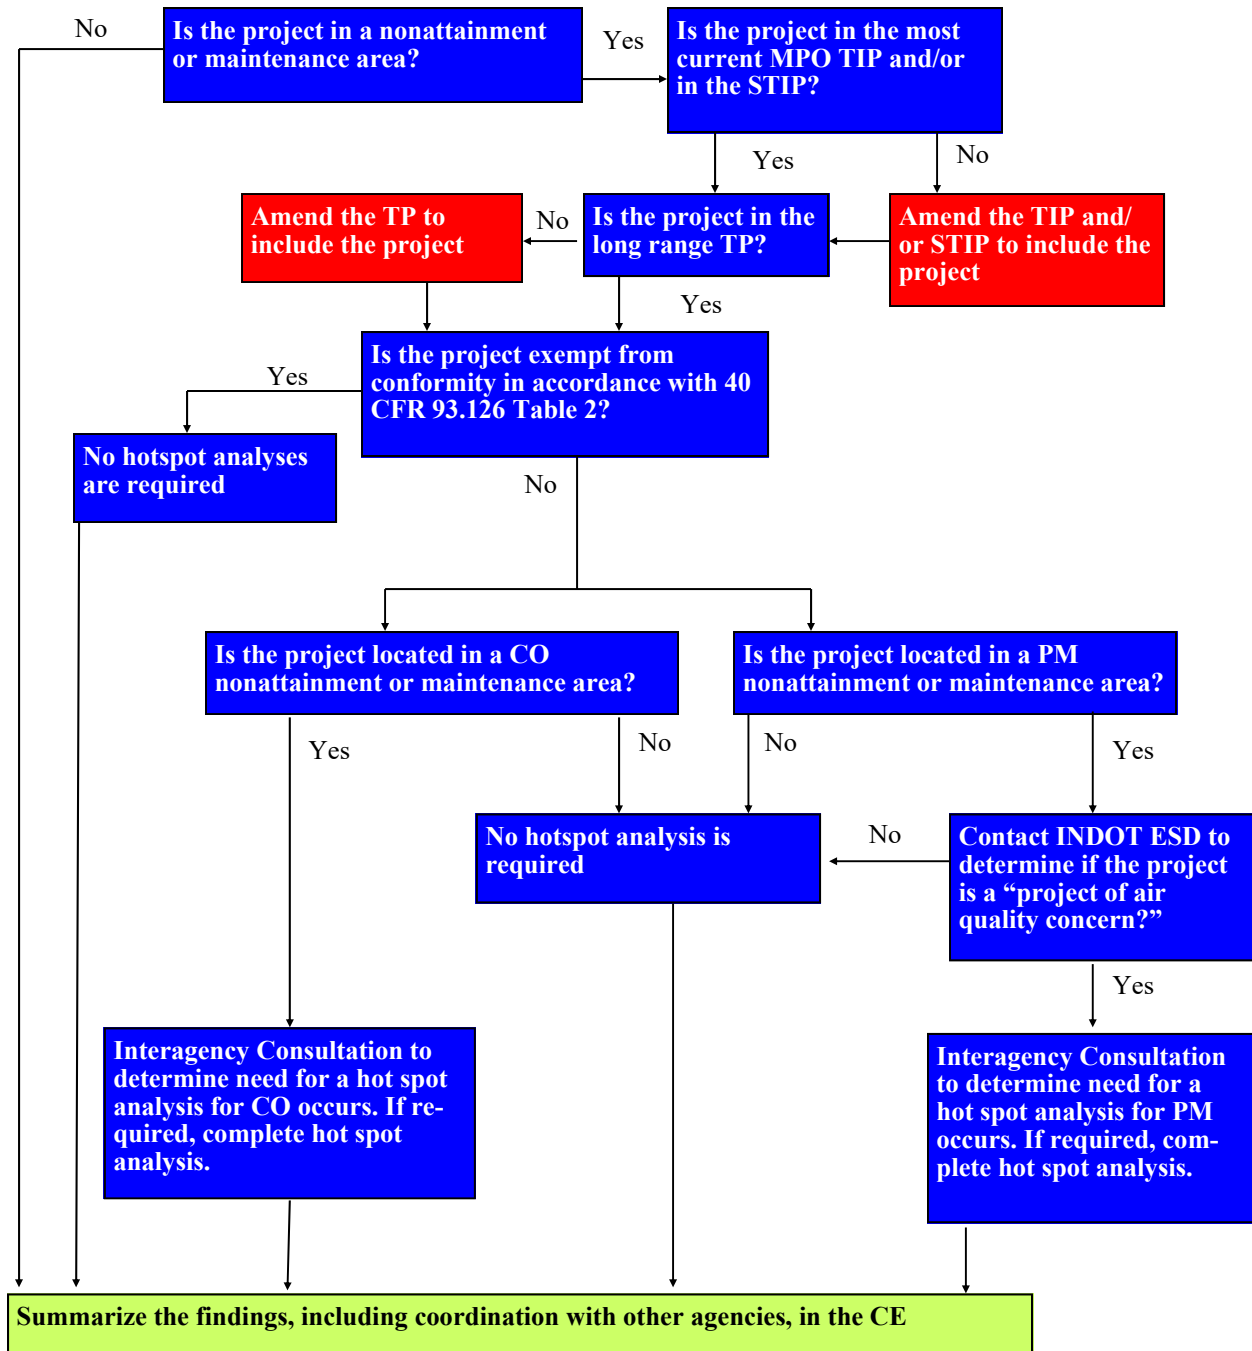 No
Is the project in a nonattainment
or maintenance area?
Yes
Is the project in the most
current MPO TIP and/or
in the STIP?
Yes
No
Amend the TP to
include the project
No
Is the project in the
long range TP?
Amend the TIP and/
or STIP to include the
project
Yes
Is the project exempt from
conformity in accordance with 40
CFR 93.126 Table 2?
Yes
No hotspot analyses
are required
No
Is the project located in a CO
nonattainment or maintenance area?
Is the project located in a PM
nonattainment or maintenance area?
Yes
No
No
Yes
No hotspot analysis is
required
No
Contact INDOT ESD to
determine if the project
is a “project of air
quality concern?”
Yes
Interagency Consultation to
determine need for a hot spot
analysis for CO occurs. If re-
quired, complete hot spot
analysis.
Interagency Consultation
to determine need for a
hot spot analysis for PM
occurs. If required, com-
plete hot spot analysis.
Summarize the findings, including coordination with other agencies, in the CE